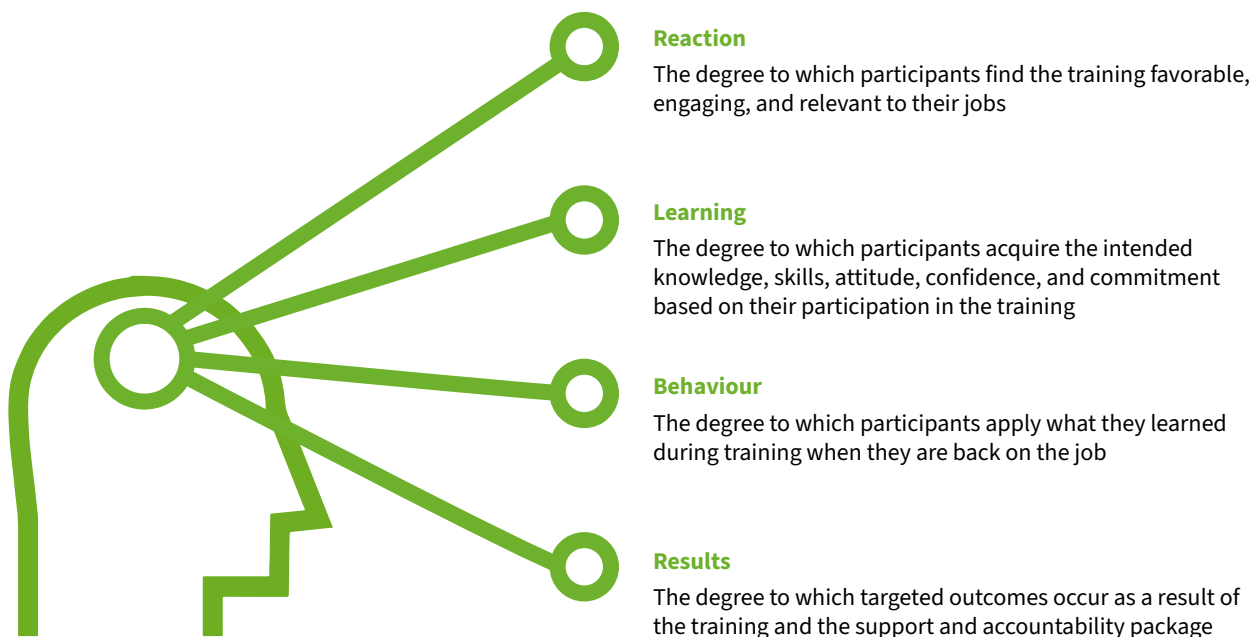 Reaction
The degree to which participants find the training favorable,
engaging, and relevant to their jobs
Learning
The degree to which participants acquire the intended
knowledge, skills, attitude, confidence, and commitment
based on their participation in the training
Behaviour
The degree to which participants apply what they learned
during training when they are back on the job
Results
The degree to which targeted outcomes occur as a result of
the training and the support and accountability package